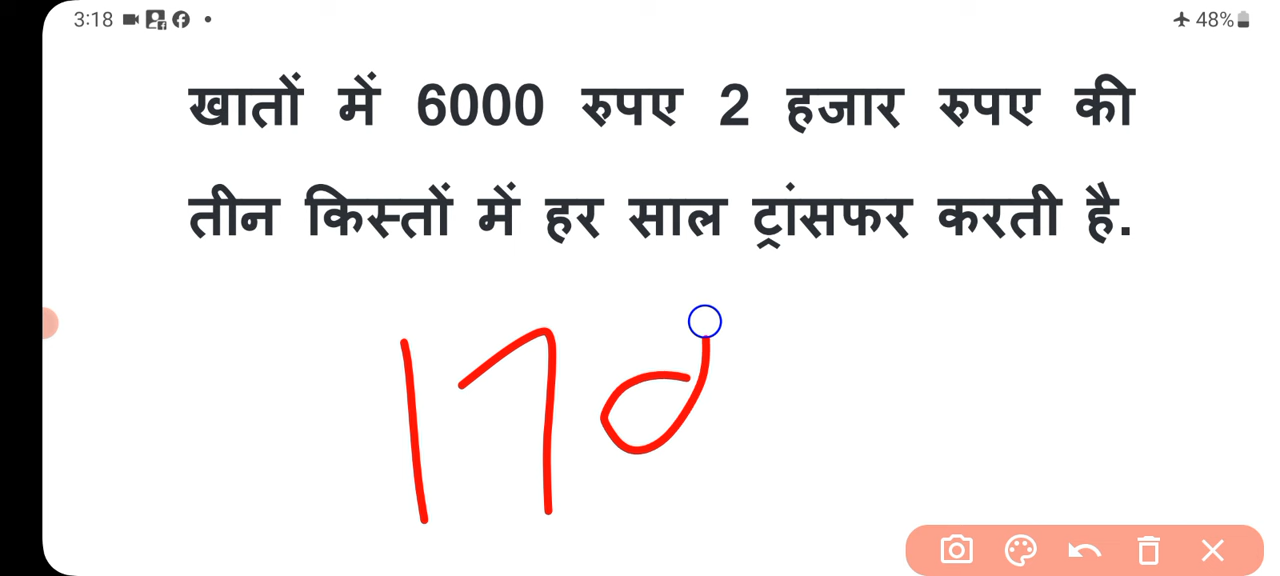 3:18 48%
खातों में 6000 रुपए 2 हजार रुपए की
तीन किस्तों में हर साल ट्रांसफर करती है.
17